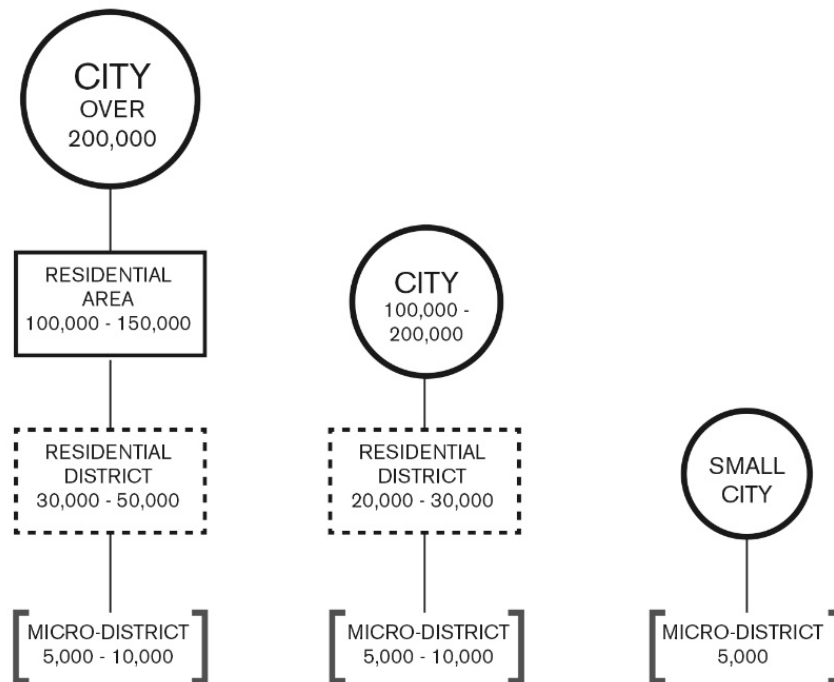 CITY
OVER
200,000
RESIDENTIAL
AREA
100,000 - 150,000
RESIDENTIAL
DISTRICT
30,000 - 50,000
MICRO-DISTRICT
5,000 - 10,000
CITY
100,000 -
200,000
RESIDENTIAL
DISTRICT
20,000 - 30,000
MICRO-DISTRICT
5,000 - 10,000
SMALL
CITY
MICRO-DISTRICT
5,000